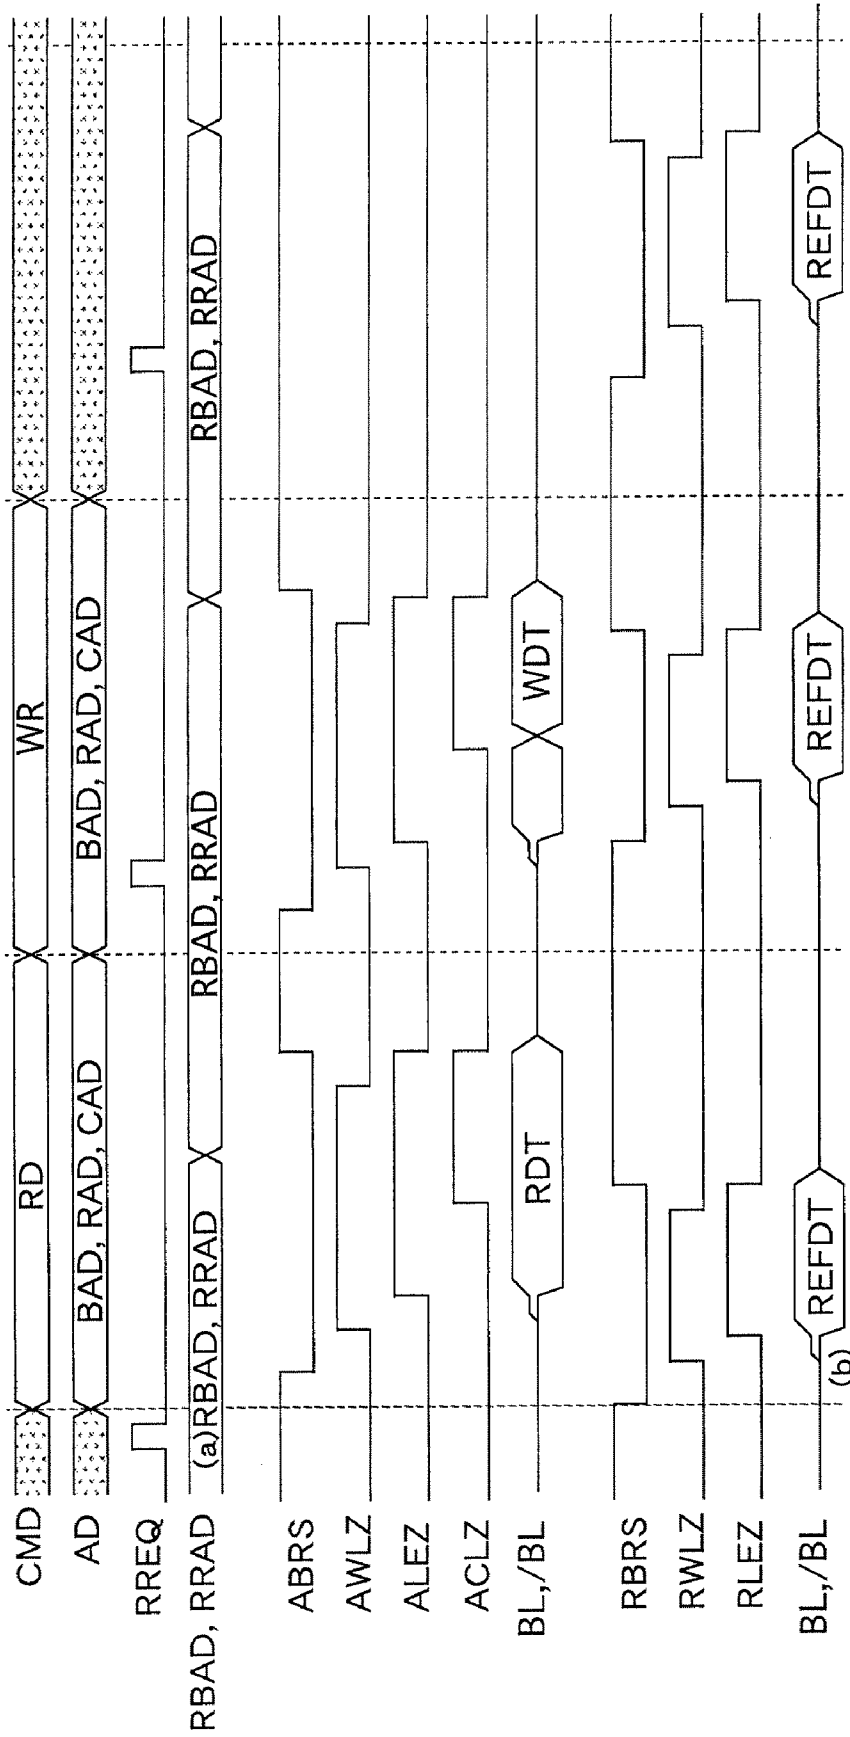 CMD RD WR
AD BAD, RAD, CAD BAD, RAD, CAD
RREQ
RBAD, RRAD (a)RBAD, RRAD RBAD, RRAD RBAD, RRAD
ABRS
AWLZ
ALEZ
ACLZ
BL,/BL RDT WDT
RBRS
RWLZ
RLEZ
BL,/BL REFDT REFDT REFDT
(b)